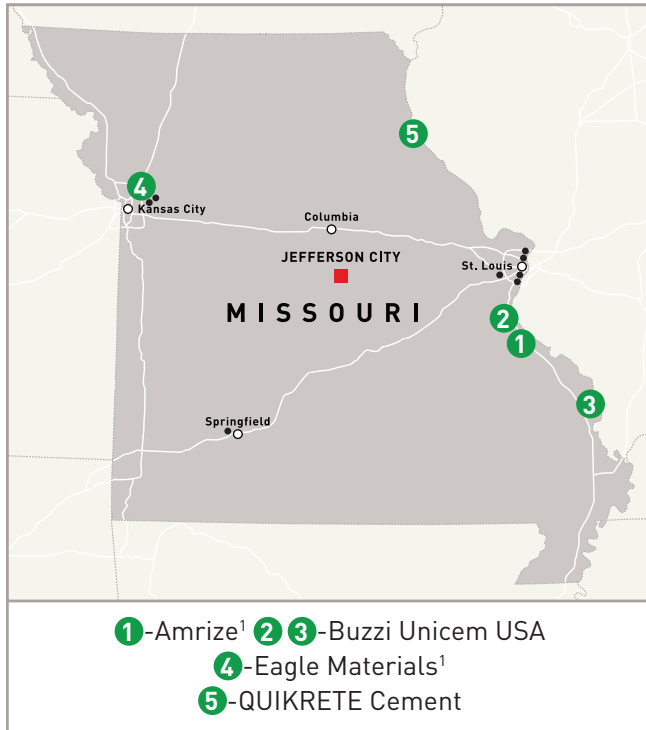 5
4
Kansas City
Columbia
JEFFERSON CITY
St. Louis
MISSOURI
2
1
3
Springfield
1-Amrize¹ 2 3-Buzzi Unicem USA
4-Eagle Materials¹
5-QUIKRETE Cement